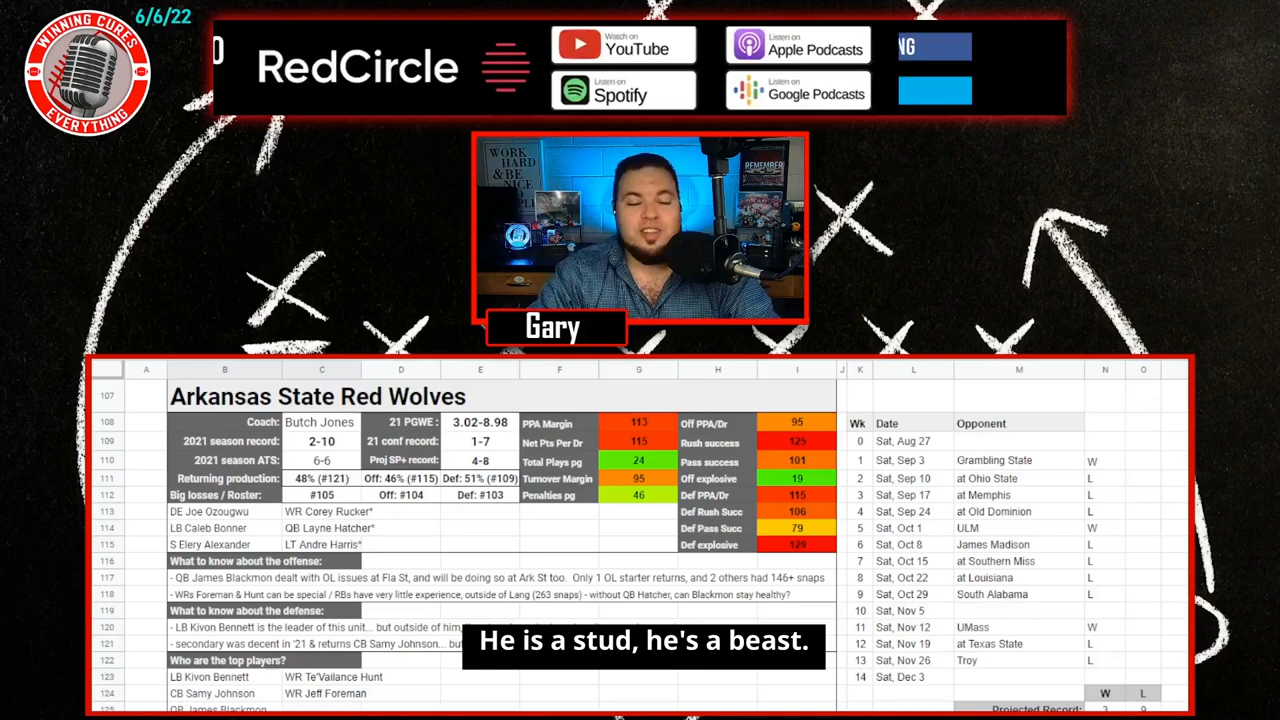 6/6/22
WINNING CURES
EVERYTHING
RedCircle
Watch on
YouTube
Listen on
Spotify
Listen on
Apple Podcasts
Listen on
Google Podcasts
NG
WORK
HARD
& BE
NICE
REMEMBER
Gary
A B C D E F G H I J K L M N O
107 Arkansas State Red Wolves
108 Coach: Butch Jones 21 PGWE : 3.02-8.98 PPA Margin 113 Off PPA/Dr 95 Wk Date Opponent
109 2021 season record: 2-10 21 conf record: 1-7 Net Pts Per Dr 115 Rush success 125 0 Sat, Aug 27
110 2021 season ATS: 6-6 Proj SP+ record: 4-8 Total Plays pg 24 Pass success 101 1 Sat, Sep 3 Grambling State W
111 Returning production: 48% (#121) Off: 46% (#115) Def: 51% (#109) Turnover Margin 95 Off explosive 19 2 Sat, Sep 10 at Ohio State L
112 Big losses / Roster: #105 Off: #104 Def: #103 Penalties pg 46 Def PPA/Dr 115 3 Sat, Sep 17 at Memphis L
113 DE Joe Ozougwu WR Corey Rucker* Def Rush Succ 106 4 Sat, Sep 24 at Old Dominion L
114 LB Caleb Bonner QB Layne Hatcher* Def Pass Succ 79 5 Sat, Oct 1 ULM W
115 S Elery Alexander LT Andre Harris* Def explosive 129 6 Sat, Oct 8 James Madison L
116 What to know about the offense: 7 Sat, Oct 15 at Southern Miss L
117 - QB James Blackmon dealt with OL issues at Fla St, and will be doing so at Ark St too. Only 1 OL starter returns, and 2 others had 146+ snaps 8 Sat, Oct 22 at Louisiana L
118 - WRs Foreman & Hunt can be special / RBs have very little experience, outside of Lang (263 snaps) - without QB Hatcher, can Blackmon stay healthy? 9 Sat, Oct 29 South Alabama L
119 What to know about the defense: 10 Sat, Nov 5
120 - LB Kivon Bennett is the leader of this unit... but outside of him, 11 Sat, Nov 12 UMass W
121 - secondary was decent in '21 & returns CB Samy Johnson... 12 Sat, Nov 19 at Texas State L
122 Who are the top players? 13 Sat, Nov 26 Troy L
123 LB Kivon Bennett WR Te'Vailance Hunt 14 Sat, Dec 3
124 CB Samy Johnson WR Jeff Foreman W L
125 QB James Blackmon Projected Record: 3 9
He is a stud, he's a beast.